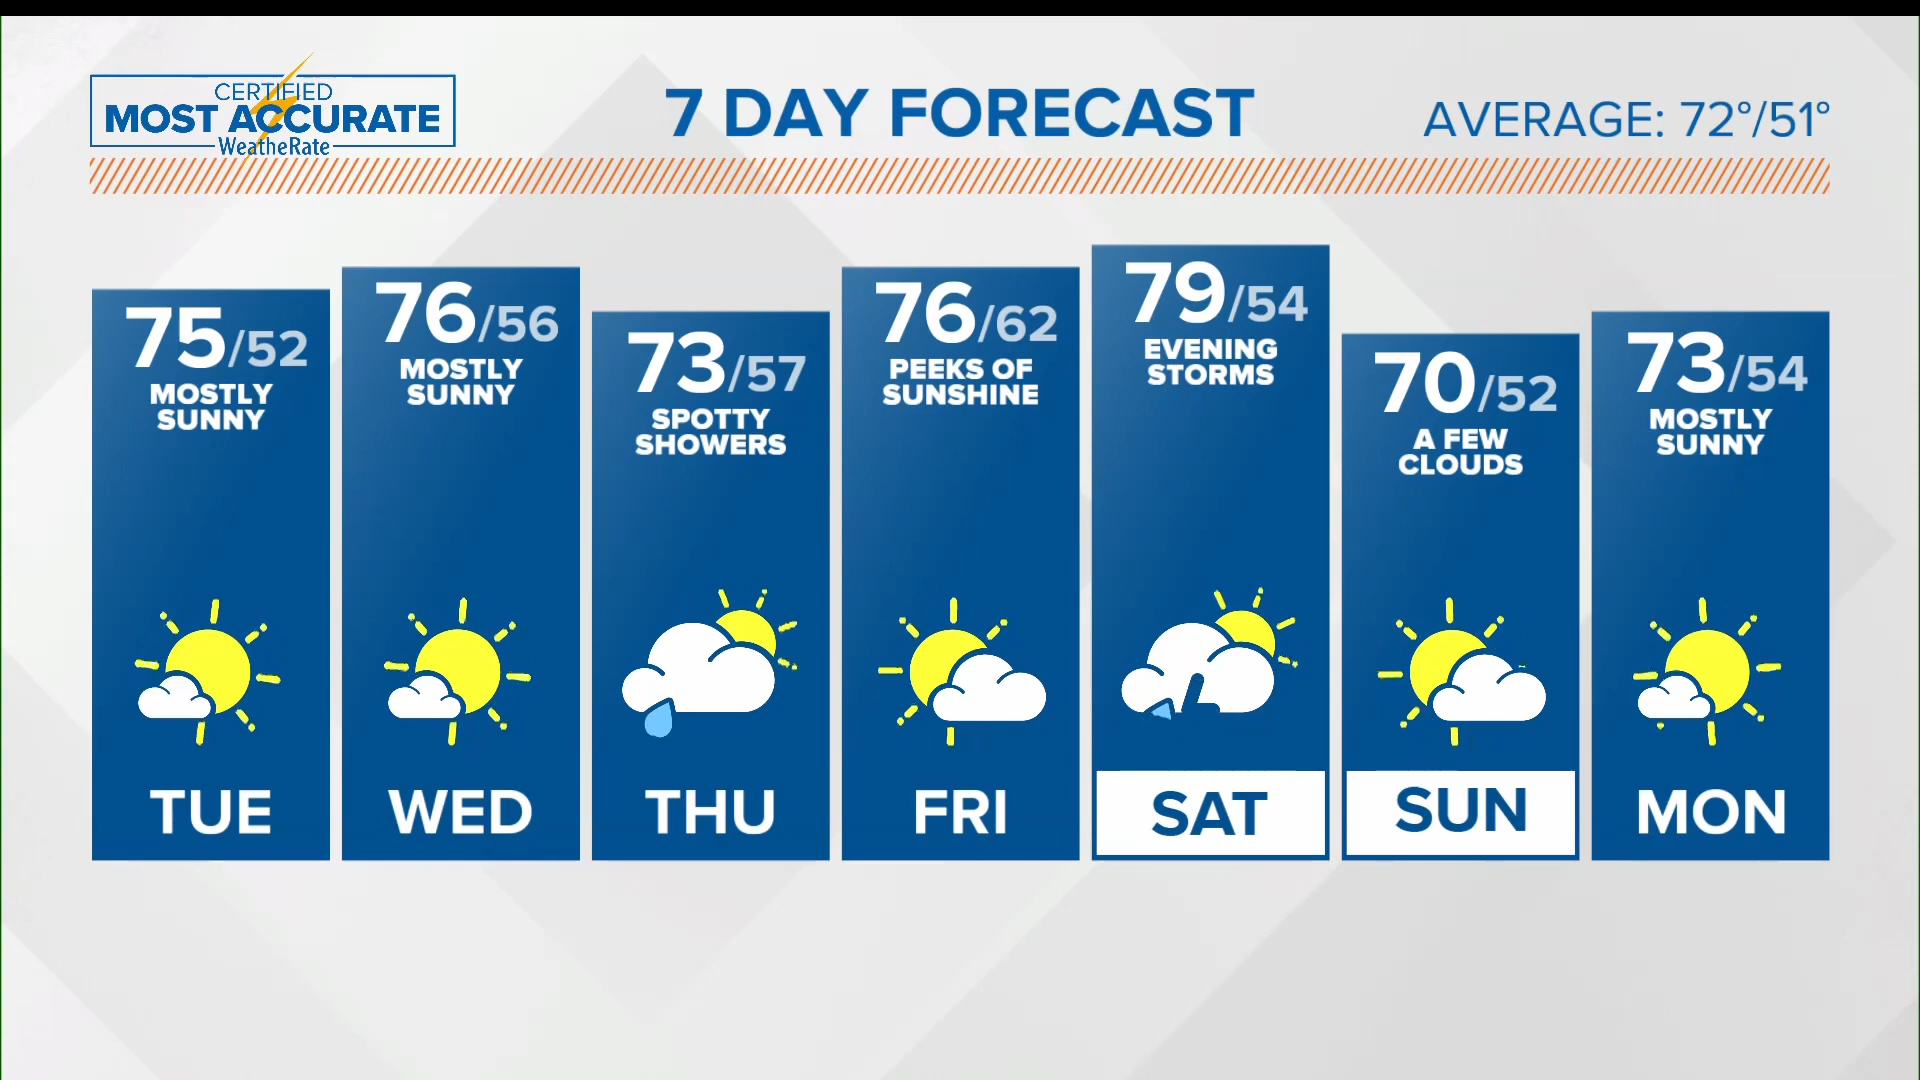 CERTIFIED
MOST ACCURATE
WeatheRate
7 DAY FORECAST
AVERAGE: 72°/51°
75/52
MOSTLY
SUNNY
TUE
76/56
MOSTLY
SUNNY
WED
73/57
SPOTTY
SHOWERS
THU
76/62
PEEKS OF
SUNSHINE
FRI
79/54
EVENING
STORMS
SAT
70/52
A FEW
CLOUDS
SUN
73/54
MOSTLY
SUNNY
MON